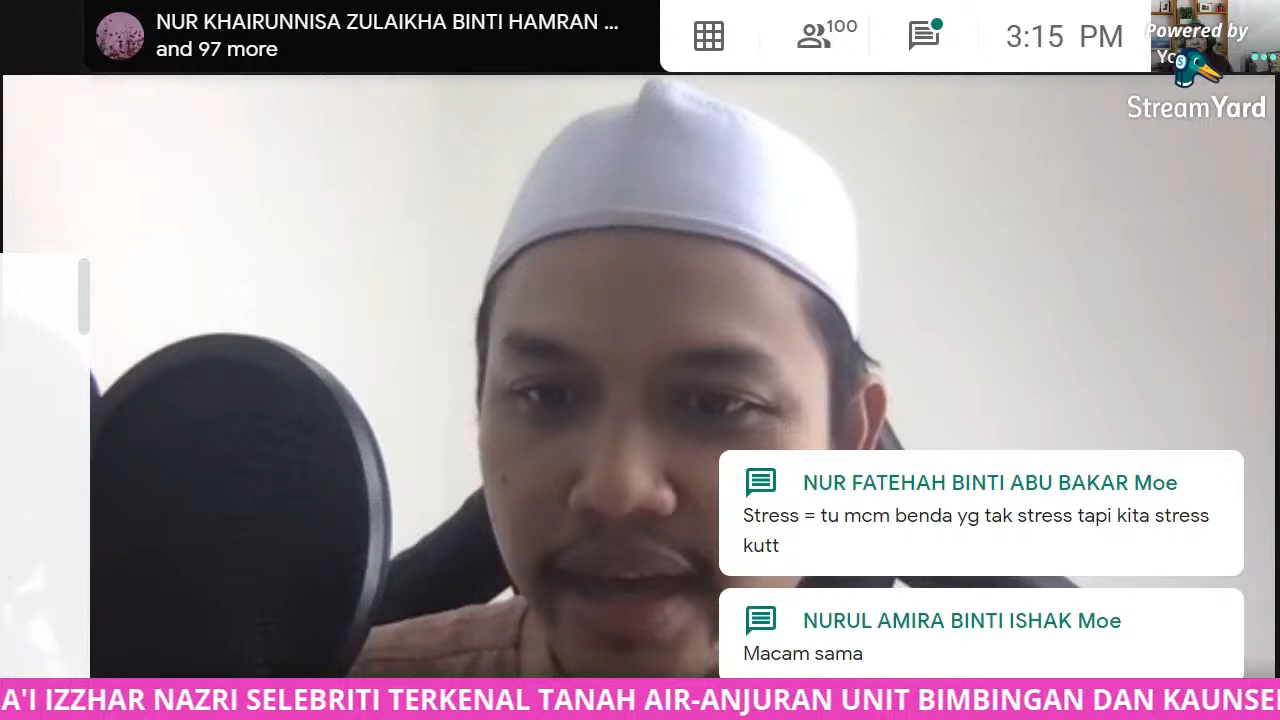 NUR KHAIRUNNISA ZULAIKHA BINTI HAMRAN ...
and 97 more
100
3:15 PM
Powered by
StreamYard
NUR FATEHAH BINTI ABU BAKAR Moe
Stress = tu mcm benda yg tak stress tapi kita stress
kutt
NURUL AMIRA BINTI ISHAK Moe
Macam sama
A'I IZZHAR NAZRI SELEBRITI TERKENAL TANAH AIR-ANJURAN UNIT BIMBINGAN DAN KAUNSE